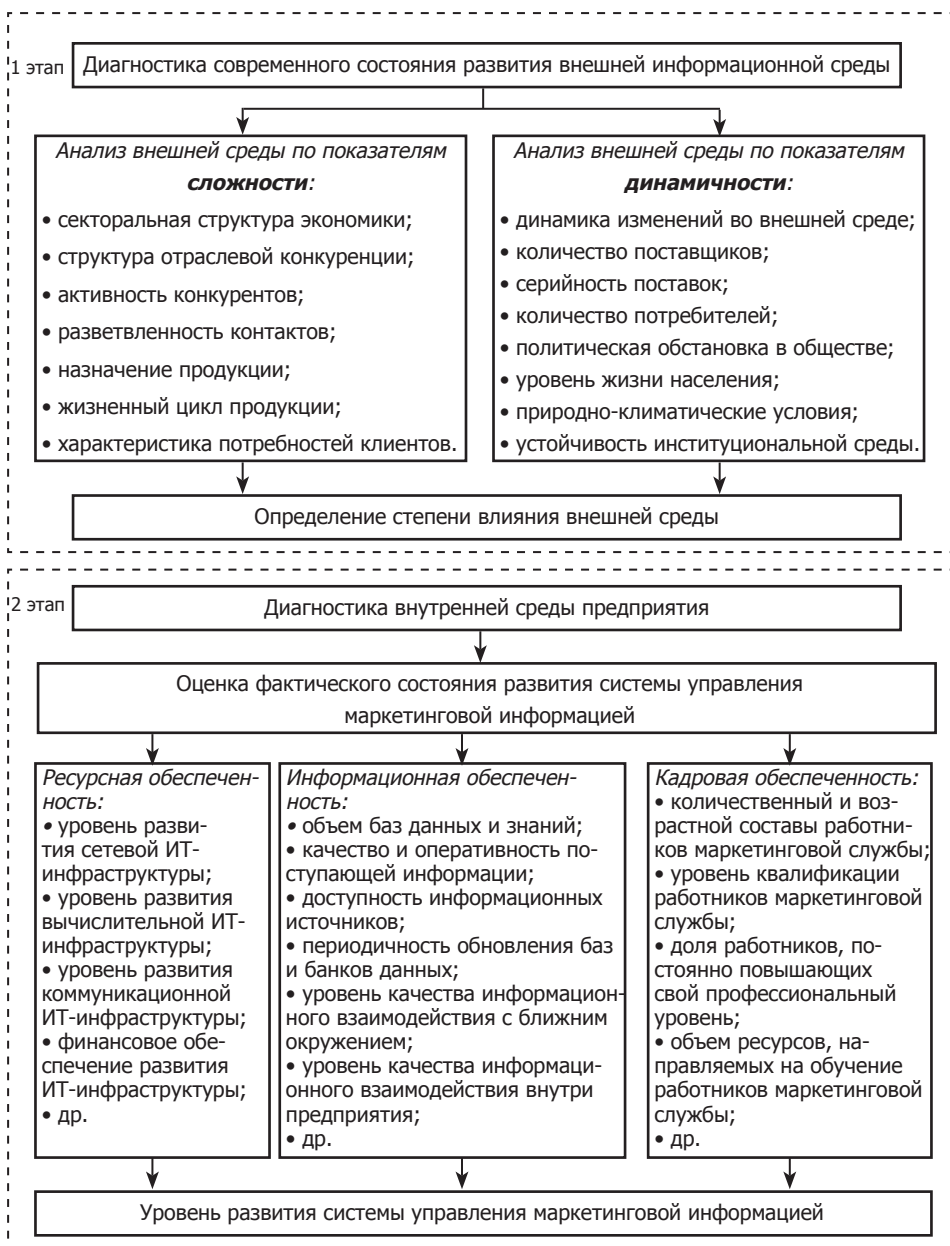 1 этап
Диагностика современного состояния развития внешней информационной среды
Анализ внешней среды по показателям
сложности:
• секторальная структура экономики;
• структура отраслевой конкуренции;
• активность конкурентов;
• разветвленность контактов;
• назначение продукции;
• жизненный цикл продукции;
• характеристика потребностей клиентов.
Анализ внешней среды по показателям
динамичности:
• динамика изменений во внешней среде;
• количество поставщиков;
• серийность поставок;
• количество потребителей;
• политическая обстановка в обществе;
• уровень жизни населения;
• природно-климатические условия;
• устойчивость институциональной среды.
Определение степени влияния внешней среды
2 этап
Диагностика внутренней среды предприятия
Оценка фактического состояния развития системы управления
маркетинговой информацией
Ресурсная обеспечен-
ность:
• уровень разви-
тия сетевой ИТ-
инфраструктуры;
• уровень развития
вычислительной ИТ-
инфраструктуры;
• уровень развития
коммуникационной
ИТ-инфраструктуры;
• финансовое обе-
спечение развития
ИТ-инфраструктуры;
• др.
Информационная обеспечен-
ность:
• объем баз данных и знаний;
• качество и оперативность по-
ступающей информации;
• доступность информационных
источников;
• периодичность обновления баз
и банков данных;
• уровень качества информацион-
ного взаимодействия с ближним
окружением;
• уровень качества информаци-
онного взаимодействия внутри
предприятия;
• др.
Кадровая обеспеченность:
• количественный и воз-
растной составы работни-
ков маркетинговой службы;
• уровень квалификации
работников маркетинговой
службы;
• доля работников, по-
стоянно повышающих
свой профессиональный
уровень;
• объем ресурсов, на-
правляемых на обучение
работников маркетинговой
службы;
• др.
Уровень развития системы управления маркетинговой информацией